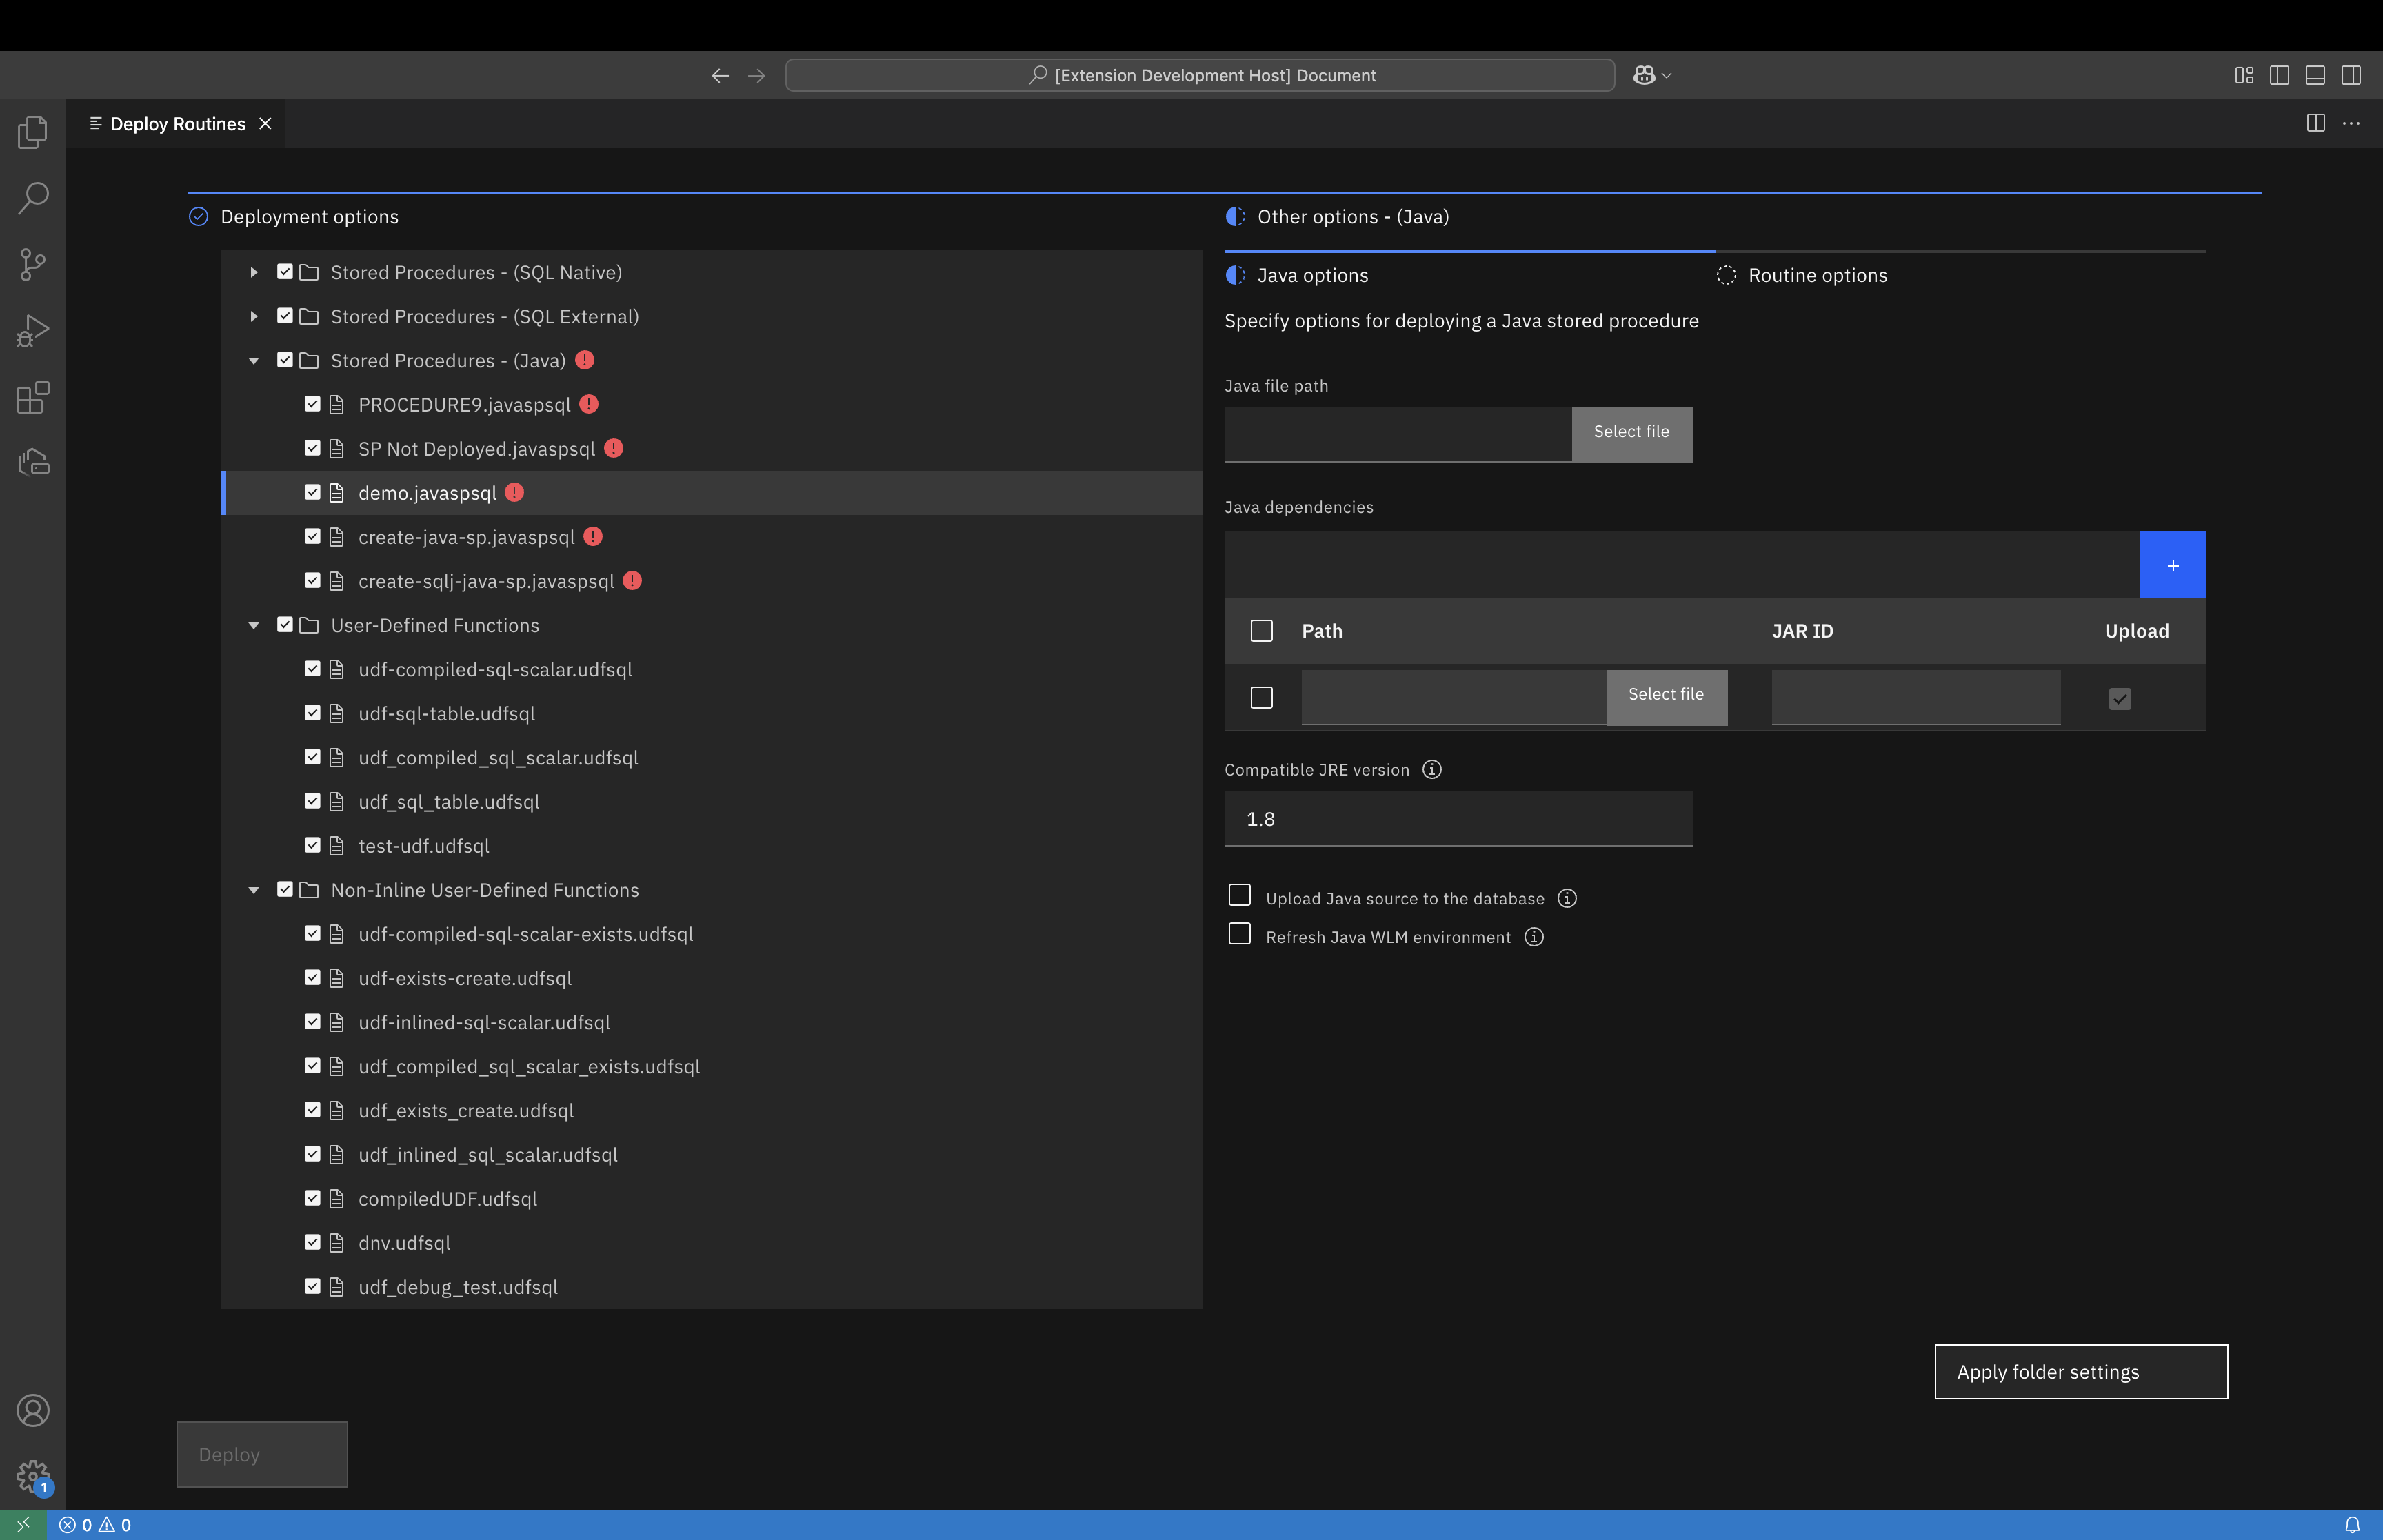 [Extension Development Host] Document
Deploy Routines
Deployment options
Stored Procedures - (SQL Native)
Stored Procedures - (SQL External)
Stored Procedures - (Java)
PROCEDURE9.javaspsql
SP Not Deployed.javaspsql
demo.javaspsql
create-java-sp.javaspsql
create-sqlj-java-sp.javaspsql
User-Defined Functions
udf-compiled-sql-scalar.udfsql
udf-sql-table.udfsql
udf_compiled_sql_scalar.udfsql
udf_sql_table.udfsql
test-udf.udfsql
Non-Inline User-Defined Functions
udf-compiled-sql-scalar-exists.udfsql
udf-exists-create.udfsql
udf-inlined-sql-scalar.udfsql
udf_compiled_sql_scalar_exists.udfsql
udf_exists_create.udfsql
udf_inlined_sql_scalar.udfsql
compiledUDF.udfsql
dnv.udfsql
udf_debug_test.udfsql
Other options - (Java)
Java options
Routine options
Specify options for deploying a Java stored procedure
Java file path
Select file
Java dependencies
+
Path JAR ID Upload
Select file
Compatible JRE version
1.8
Upload Java source to the database
Refresh Java WLM environment
Apply folder settings
Deploy
1
0 0